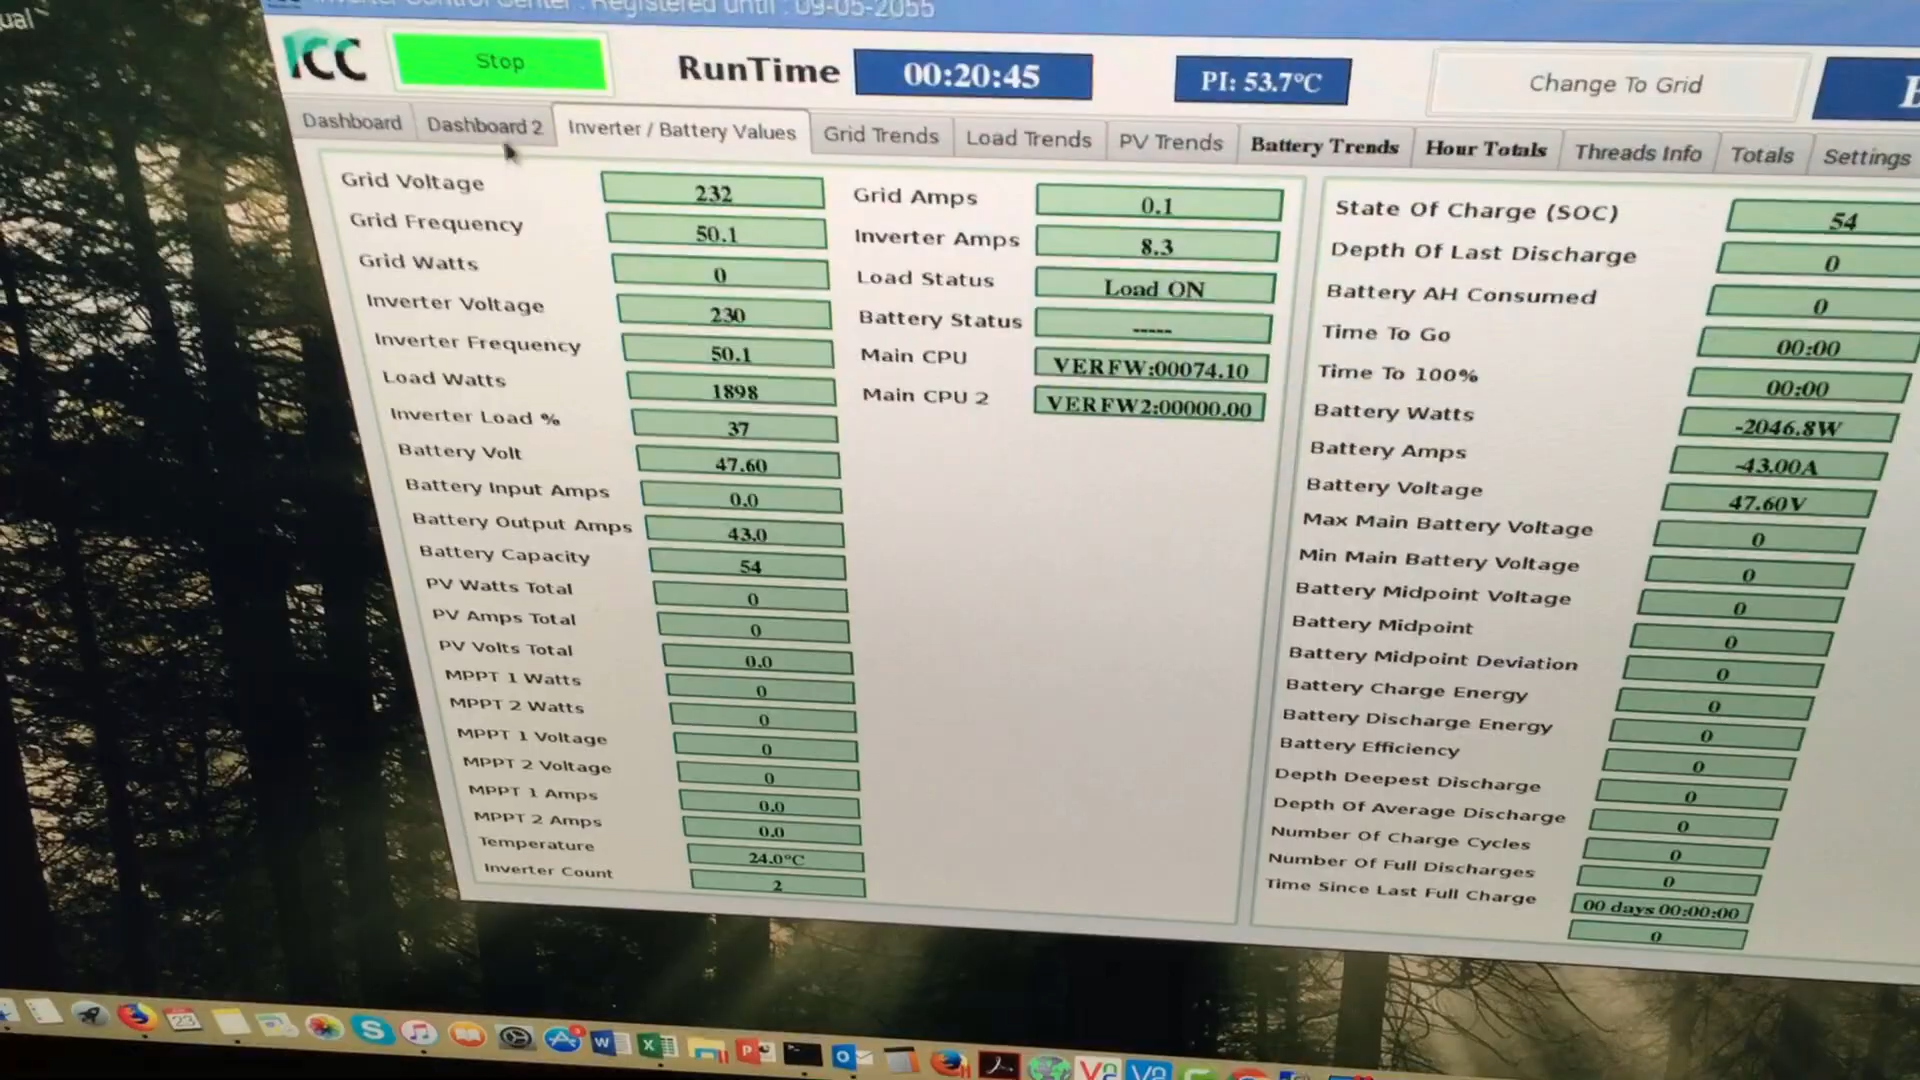 Inverter Control Center : Registered until : 09-05-2055
ICC
Stop
RunTime
00:20:45
PI: 53.7°C
Change To Grid
Dashboard
Dashboard 2
Inverter / Battery Values
Grid Trends
Load Trends
PV Trends
Battery Trends
Hour Totals
Threads Info
Totals
Settings
Grid Voltage 232
Grid Frequency 50.1
Grid Watts 0
Inverter Voltage 230
Inverter Frequency 50.1
Load Watts 1898
Inverter Load % 37
Battery Volt 47.60
Battery Input Amps 0.0
Battery Output Amps 43.0
Battery Capacity 54
PV Watts Total 0
PV Amps Total 0
PV Volts Total 0.0
MPPT 1 Watts 0
MPPT 2 Watts 0
MPPT 1 Voltage 0
MPPT 2 Voltage 0
MPPT 1 Amps 0.0
MPPT 2 Amps 0.0
Temperature 24.0°C
Inverter Count 2
Grid Amps 0.1
Inverter Amps 8.3
Load Status Load ON
Battery Status -----
Main CPU VERFW:00074.10
Main CPU 2 VERFW2:00000.00
State Of Charge (SOC) 54
Depth Of Last Discharge 0
Battery AH Consumed 0
Time To Go 00:00
Time To 100% 00:00
Battery Watts -2046.8W
Battery Amps -43.00A
Battery Voltage 47.60V
Max Main Battery Voltage 0
Min Main Battery Voltage 0
Battery Midpoint Voltage 0
Battery Midpoint 0
Battery Midpoint Deviation 0
Battery Charge Energy 0
Battery Discharge Energy 0
Battery Efficiency 0
Depth Deepest Discharge 0
Depth Of Average Discharge 0
Number Of Charge Cycles 0
Number Of Full Discharges 0
Time Since Last Full Charge 00 days 00:00:00
0
23